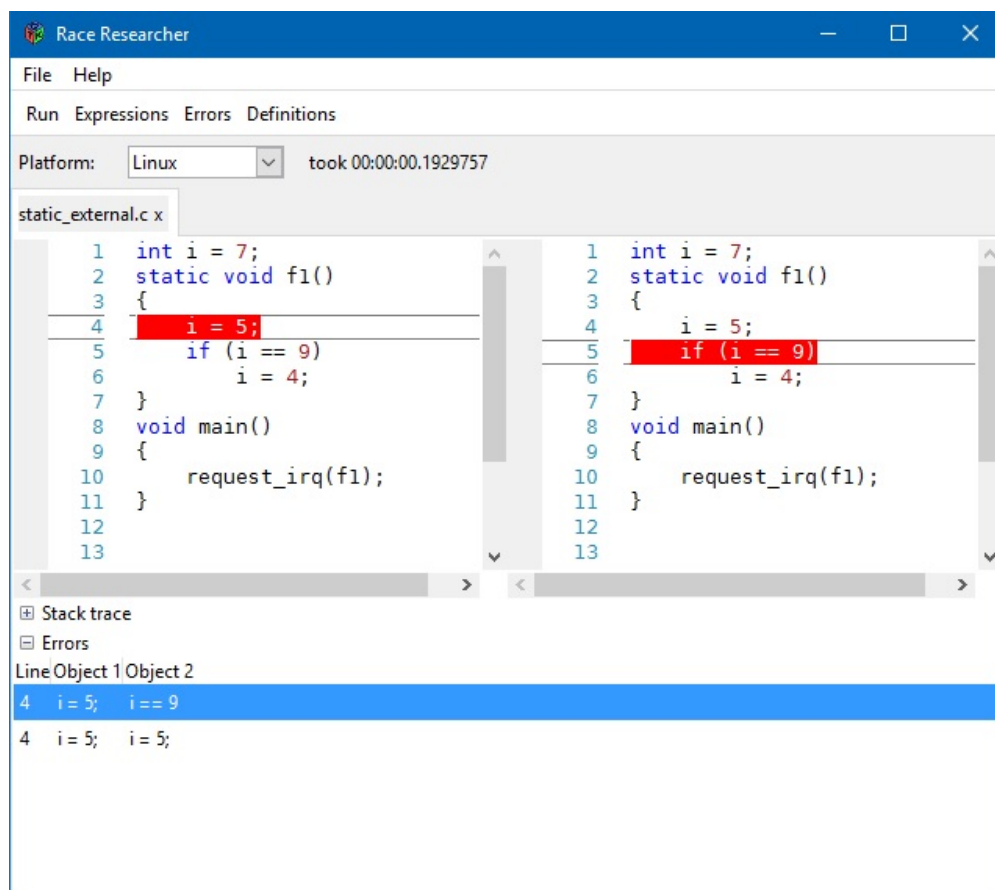 Race Researcher
File Help
Run Expressions Errors Definitions
Platform: Linux took 00:00:00.1929757
static_external.c x
1 int i = 7;
2 static void f1()
3 {
4 i = 5;
5 if (i == 9)
6 i = 4;
7 }
8 void main()
9 {
10 request_irq(f1);
11 }
12
13
1 int i = 7;
2 static void f1()
3 {
4 i = 5;
5 if (i == 9)
6 i = 4;
7 }
8 void main()
9 {
10 request_irq(f1);
11 }
12
13
Stack trace
Errors
Line Object 1 Object 2
4 i = 5; i == 9
4 i = 5; i = 5;